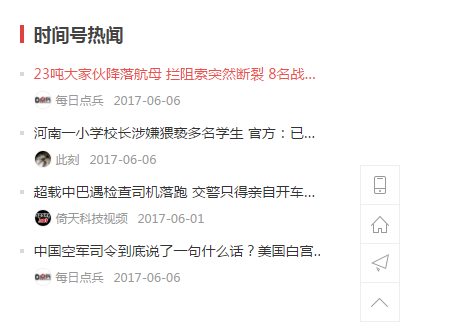 时间号热闻
23吨大家伙降落航母 拦阻索突然断裂 8名战...
每日点兵 2017-06-06
河南一小学校长涉嫌猥亵多名学生 官方：已...
此刻 2017-06-06
超载中巴遇检查司机落跑 交警只得亲自开车...
倚天科技视频 2017-06-01
中国空军司令到底说了一句什么话？美国白宫..
每日点兵 2017-06-06